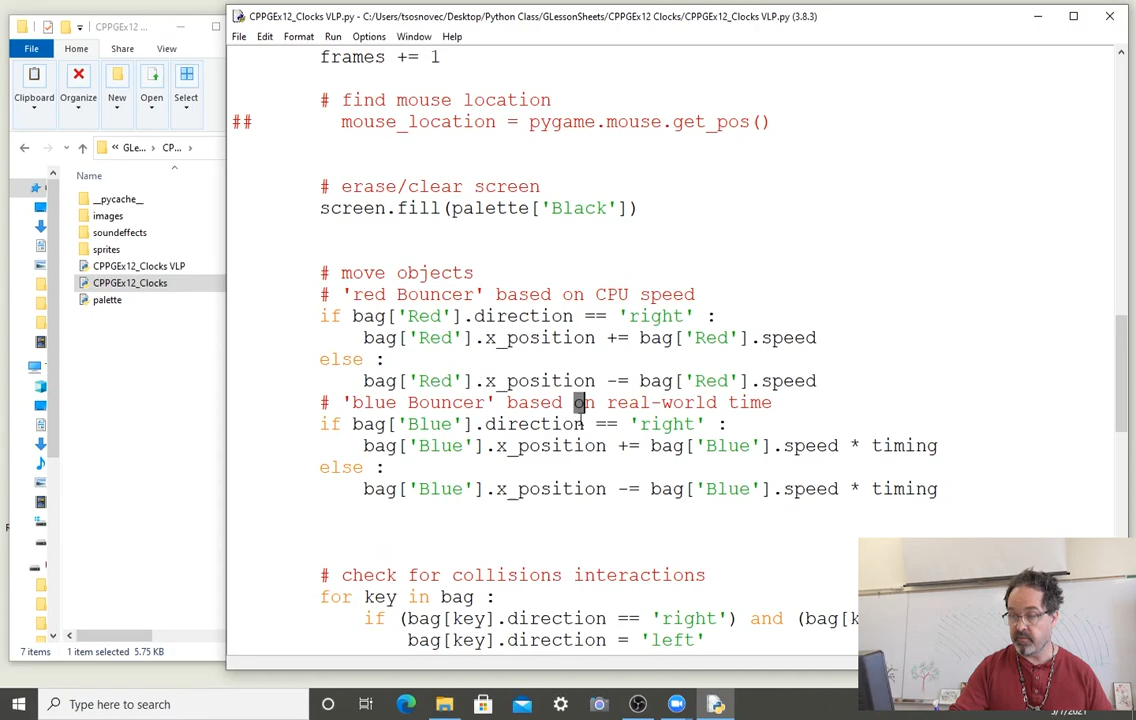 CPPGEx12 ...
File
Home
Share
View
Clipboard
Organize
New
Open
Select
« GLe... › CP... ›
Name
__pycache__
images
soundeffects
sprites
CPPGEx12_Clocks VLP
CPPGEx12_Clocks
palette
7 items
1 item selected 5.75 KB
CPPGEx12_Clocks VLP.py - C:/Users/tsosnovec/Desktop/Python Class/GLessonSheets/CPPGEx12 Clocks/CPPGEx12_Clocks VLP.py (3.8.3)
File Edit Format Run Options Window Help
frames += 1
# find mouse location
## mouse_location = pygame.mouse.get_pos()
# erase/clear screen
screen.fill(palette['Black'])
# move objects
# 'red Bouncer' based on CPU speed
if bag['Red'].direction == 'right' :
bag['Red'].x_position += bag['Red'].speed
else :
bag['Red'].x_position -= bag['Red'].speed
# 'blue Bouncer' based on real-world time
if bag['Blue'].direction == 'right' :
bag['Blue'].x_position += bag['Blue'].speed * timing
else :
bag['Blue'].x_position -= bag['Blue'].speed * timing
# check for collisions interactions
for key in bag :
if (bag[key].direction == 'right') and (bag[k
bag[key].direction = 'left'
Type here to search